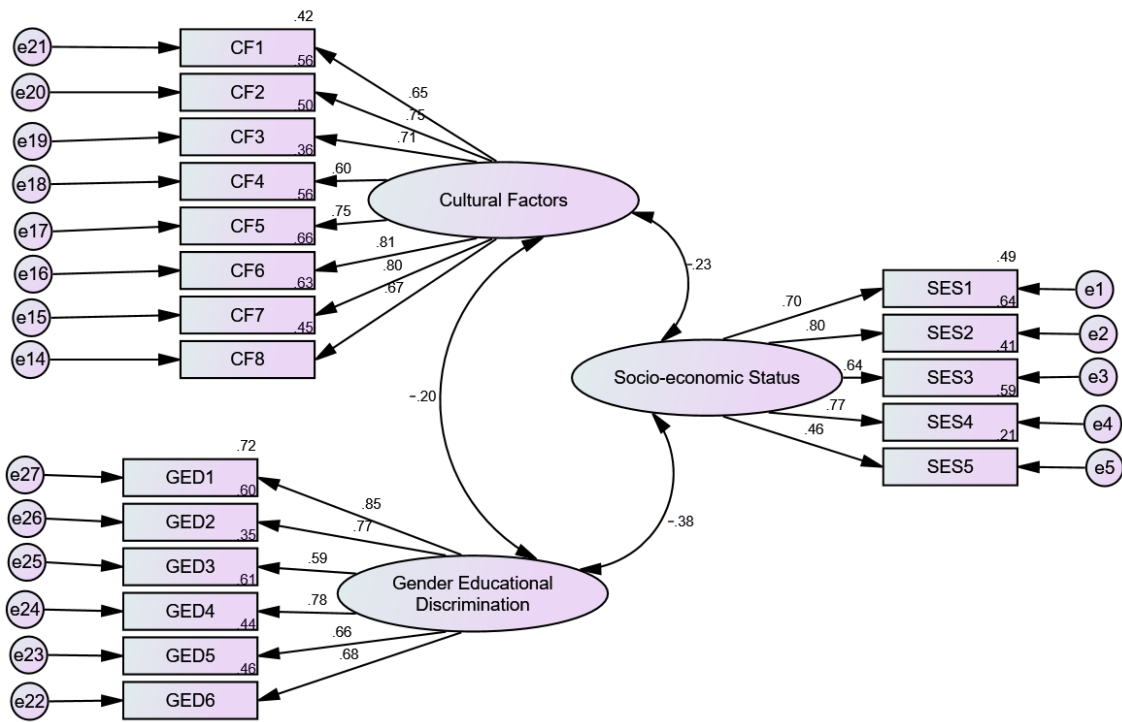 .42
e21
CF1
.56
.65
e20
CF2
.50
.75
e19
CF3
.36
.71
e18
CF4
.56
.60
Cultural Factors
e17
CF5
.66
.75
e16
CF6
.63
.81
e15
CF7
.45
.80
e14
CF8
.67
-.23
-.20
.49
SES1
e1
.64
.70
SES2
e2
.41
.80
Socio-economic Status
SES3
e3
.59
.64
SES4
e4
.21
.77
SES5
e5
.46
-.38
.72
e27
GED1
.60
.85
e26
GED2
.35
.77
e25
GED3
.61
.59
Gender Educational
Discrimination
e24
GED4
.44
.78
e23
GED5
.46
.66
e22
GED6
.68